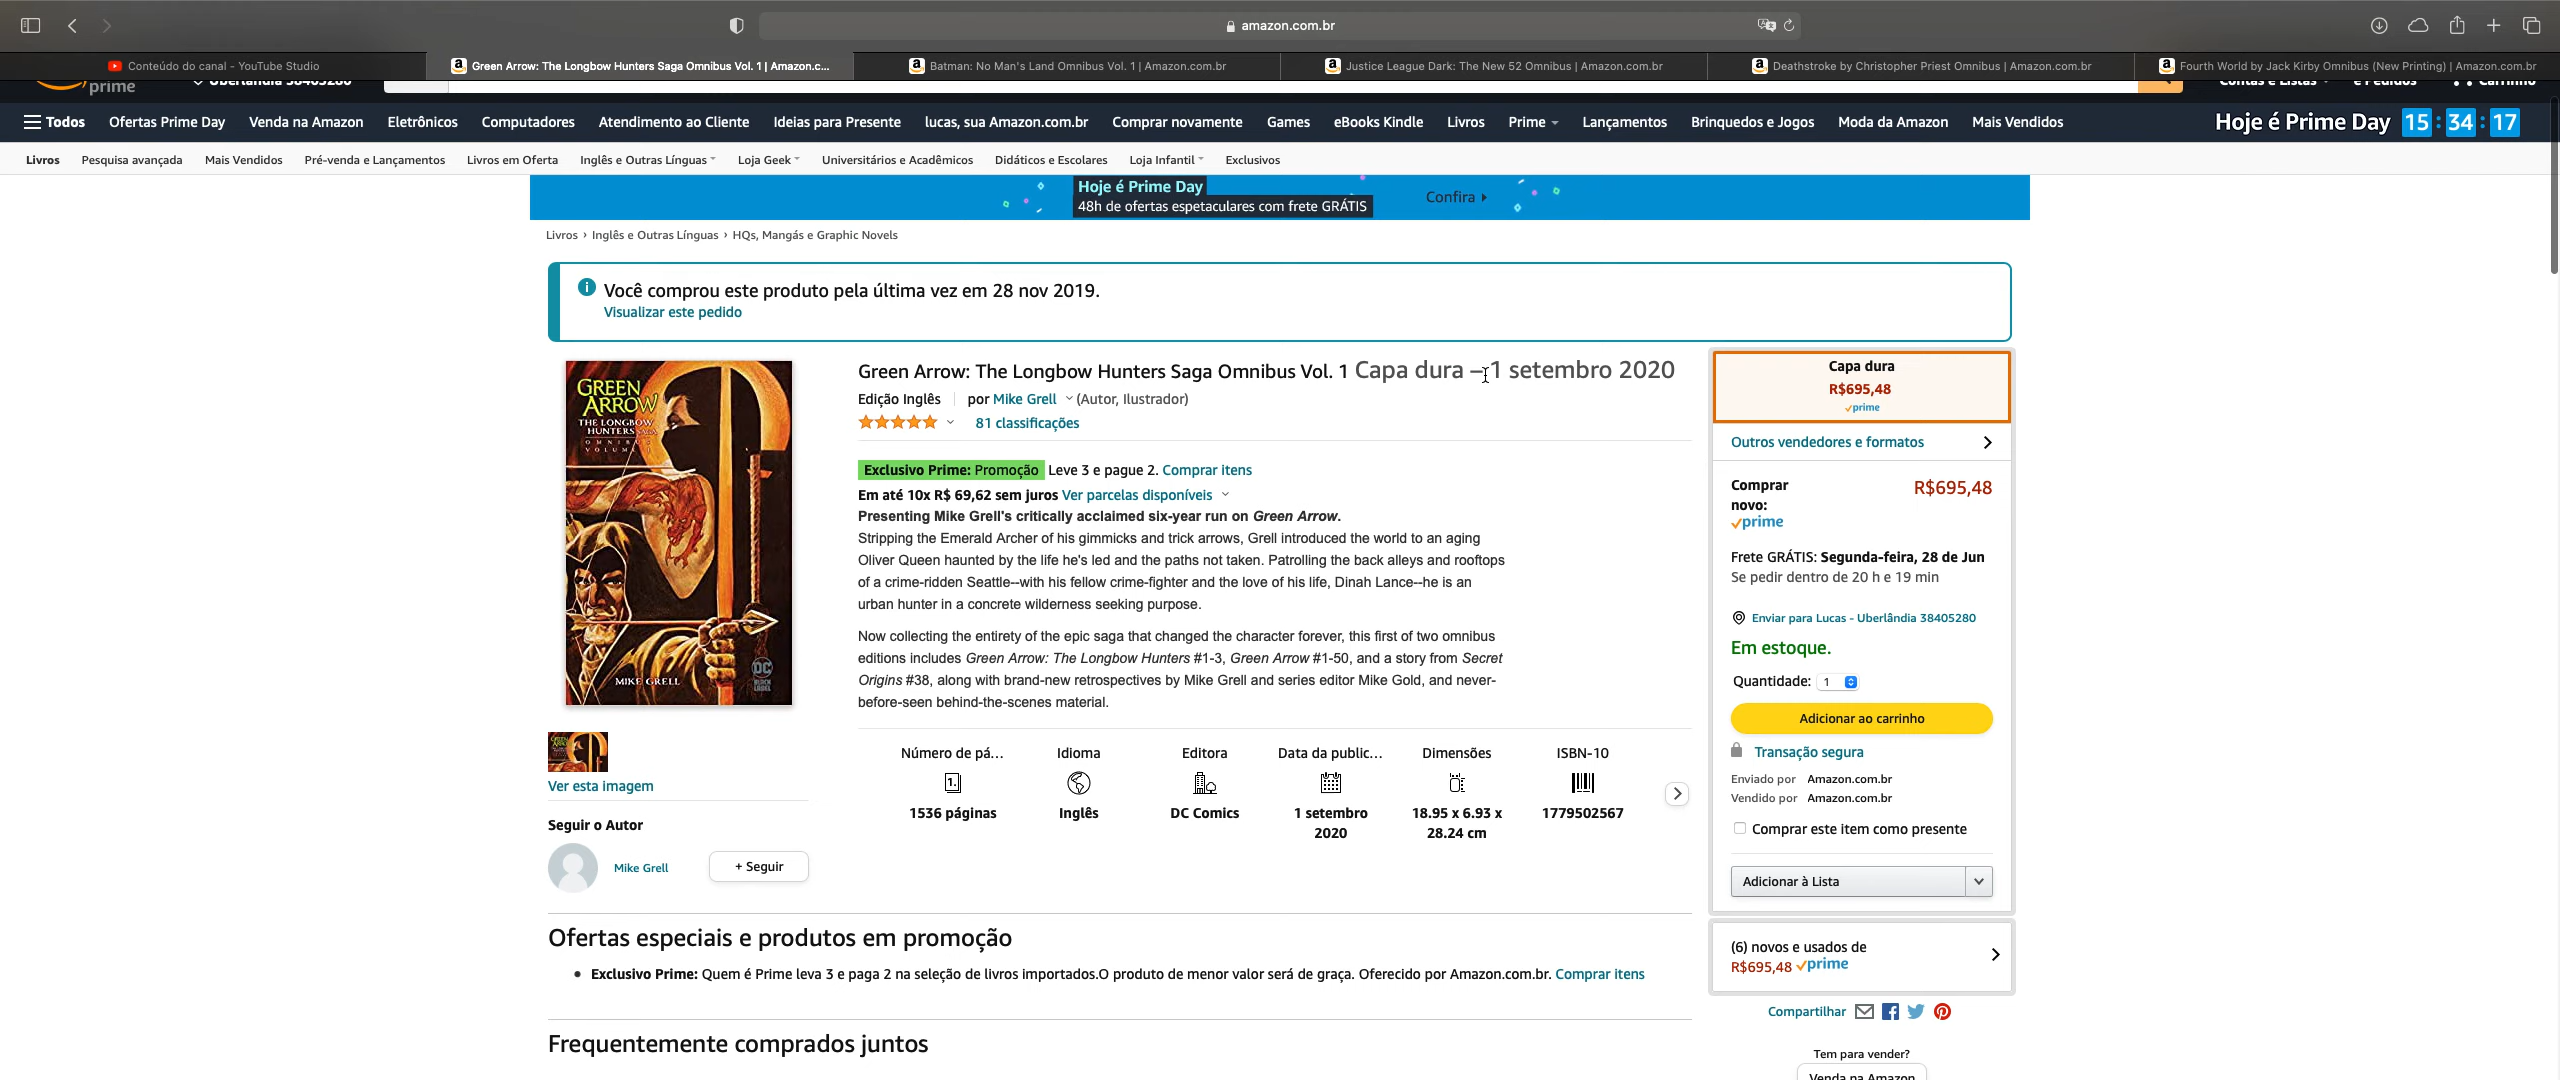 amazon.com.br
Conteúdo do canal - YouTube Studio
Green Arrow: The Longbow Hunters Saga Omnibus Vol. 1 | Amazon.c...
Batman: No Man's Land Omnibus Vol. 1 | Amazon.com.br
Justice League Dark: The New 52 Omnibus | Amazon.com.br
Deathstroke by Christopher Priest Omnibus | Amazon.com.br
Fourth World by Jack Kirby Omnibus (New Printing) | Amazon.com.br
prime
Uberlândia 38405280
Contas e Listas
e Pedidos
Carrinho
Todos
Ofertas Prime Day
Venda na Amazon
Eletrônicos
Computadores
Atendimento ao Cliente
Ideias para Presente
lucas, sua Amazon.com.br
Comprar novamente
Games
eBooks Kindle
Livros
Prime
Lançamentos
Brinquedos e Jogos
Moda da Amazon
Mais Vendidos
Hoje é Prime Day 15 : 34 : 17
Livros
Pesquisa avançada
Mais Vendidos
Pré-venda e Lançamentos
Livros em Oferta
Inglês e Outras Línguas
Loja Geek
Universitários e Acadêmicos
Didáticos e Escolares
Loja Infantil
Exclusivos
Hoje é Prime Day
48h de ofertas espetaculares com frete GRÁTIS
Confira
Livros › Inglês e Outras Línguas › HQs, Mangás e Graphic Novels
Você comprou este produto pela última vez em 28 nov 2019.
Visualizar este pedido
GREEN
ARROW
THE LONGBOW
HUNTERS SAGA
OMNIBUS
VOLUME 1
MIKE GRELL
DC
BLACK
LABEL
Ver esta imagem
Seguir o Autor
Mike Grell
+ Seguir
Green Arrow: The Longbow Hunters Saga Omnibus Vol. 1 Capa dura – 1 setembro 2020
Edição Inglês | por Mike Grell (Autor, Ilustrador)
81 classificações
Exclusivo Prime: Promoção Leve 3 e pague 2. Comprar itens
Em até 10x R$ 69,62 sem juros Ver parcelas disponíveis
Presenting Mike Grell's critically acclaimed six-year run on Green Arrow.
Stripping the Emerald Archer of his gimmicks and trick arrows, Grell introduced the world to an aging
Oliver Queen haunted by the life he's led and the paths not taken. Patrolling the back alleys and rooftops
of a crime-ridden Seattle--with his fellow crime-fighter and the love of his life, Dinah Lance--he is an
urban hunter in a concrete wilderness seeking purpose.
Now collecting the entirety of the epic saga that changed the character forever, this first of two omnibus
editions includes Green Arrow: The Longbow Hunters #1-3, Green Arrow #1-50, and a story from Secret
Origins #38, along with brand-new retrospectives by Mike Grell and series editor Mike Gold, and never-
before-seen behind-the-scenes material.
Número de pá...
1536 páginas
Idioma
Inglês
Editora
DC Comics
Data da public...
1 setembro
2020
Dimensões
18.95 x 6.93 x
28.24 cm
ISBN-10
1779502567
Capa dura
R$695,48
prime
Outros vendedores e formatos
Comprar
novo:
R$695,48
prime
Frete GRÁTIS: Segunda-feira, 28 de Jun
Se pedir dentro de 20 h e 19 min
Enviar para Lucas - Uberlândia 38405280
Em estoque.
Quantidade: 1
Adicionar ao carrinho
Transação segura
Enviado por Amazon.com.br
Vendido por Amazon.com.br
Comprar este item como presente
Adicionar à Lista
(6) novos e usados de
R$695,48 prime
Compartilhar
Tem para vender?
Venda na Amazon
Ofertas especiais e produtos em promoção
Exclusivo Prime: Quem é Prime leva 3 e paga 2 na seleção de livros importados.O produto de menor valor será de graça. Oferecido por Amazon.com.br. Comprar itens
Frequentemente comprados juntos